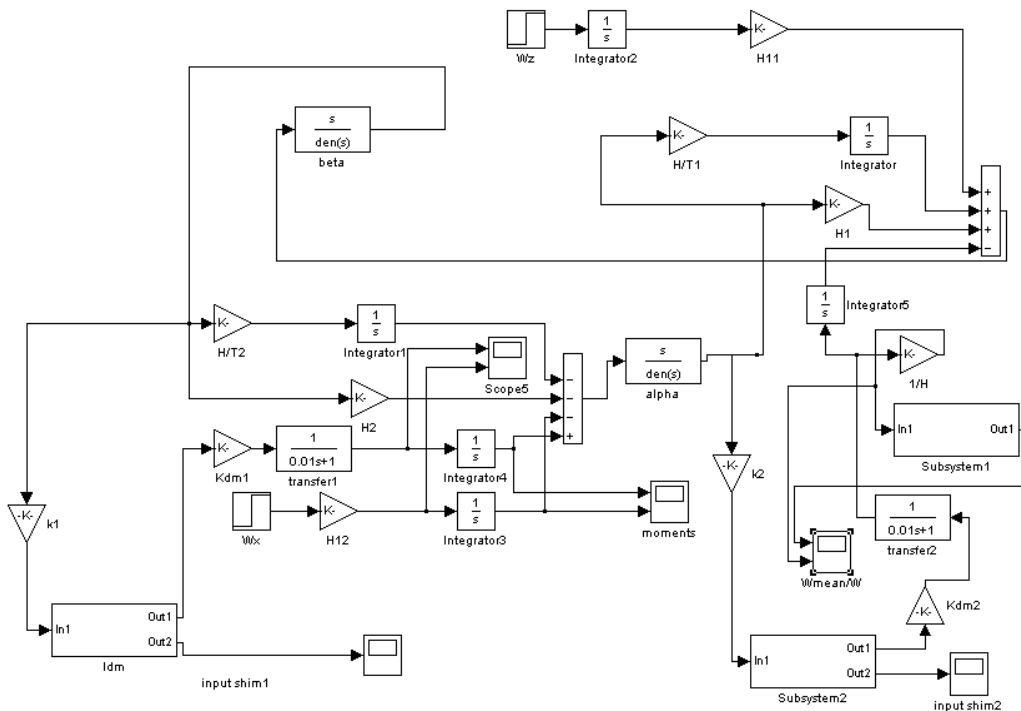 Wz
1
s
Integrator2
K-
H11
s
den(s)
beta
K-
H/T1
1
s
Integrator
K-
H1
+
+
+
−
1
s
Integrator5
K-
H/T2
1
s
Integrator1
Scope5
K-
H2
−
−
−
+
s
den(s)
alpha
K-
1/H
In1
Out1
Subsystem1
K-
Kdm1
1
0.01s+1
transfer1
1
s
Integrator4
-K-
k2
Wx
K-
H12
1
s
Integrator3
moments
1
0.01s+1
transfer2
Wmean/W
-K-
k1
-K-
Kdm2
In1
Out1
Out2
Idm
input shim1
In1
Out1
Out2
Subsystem2
input shim2